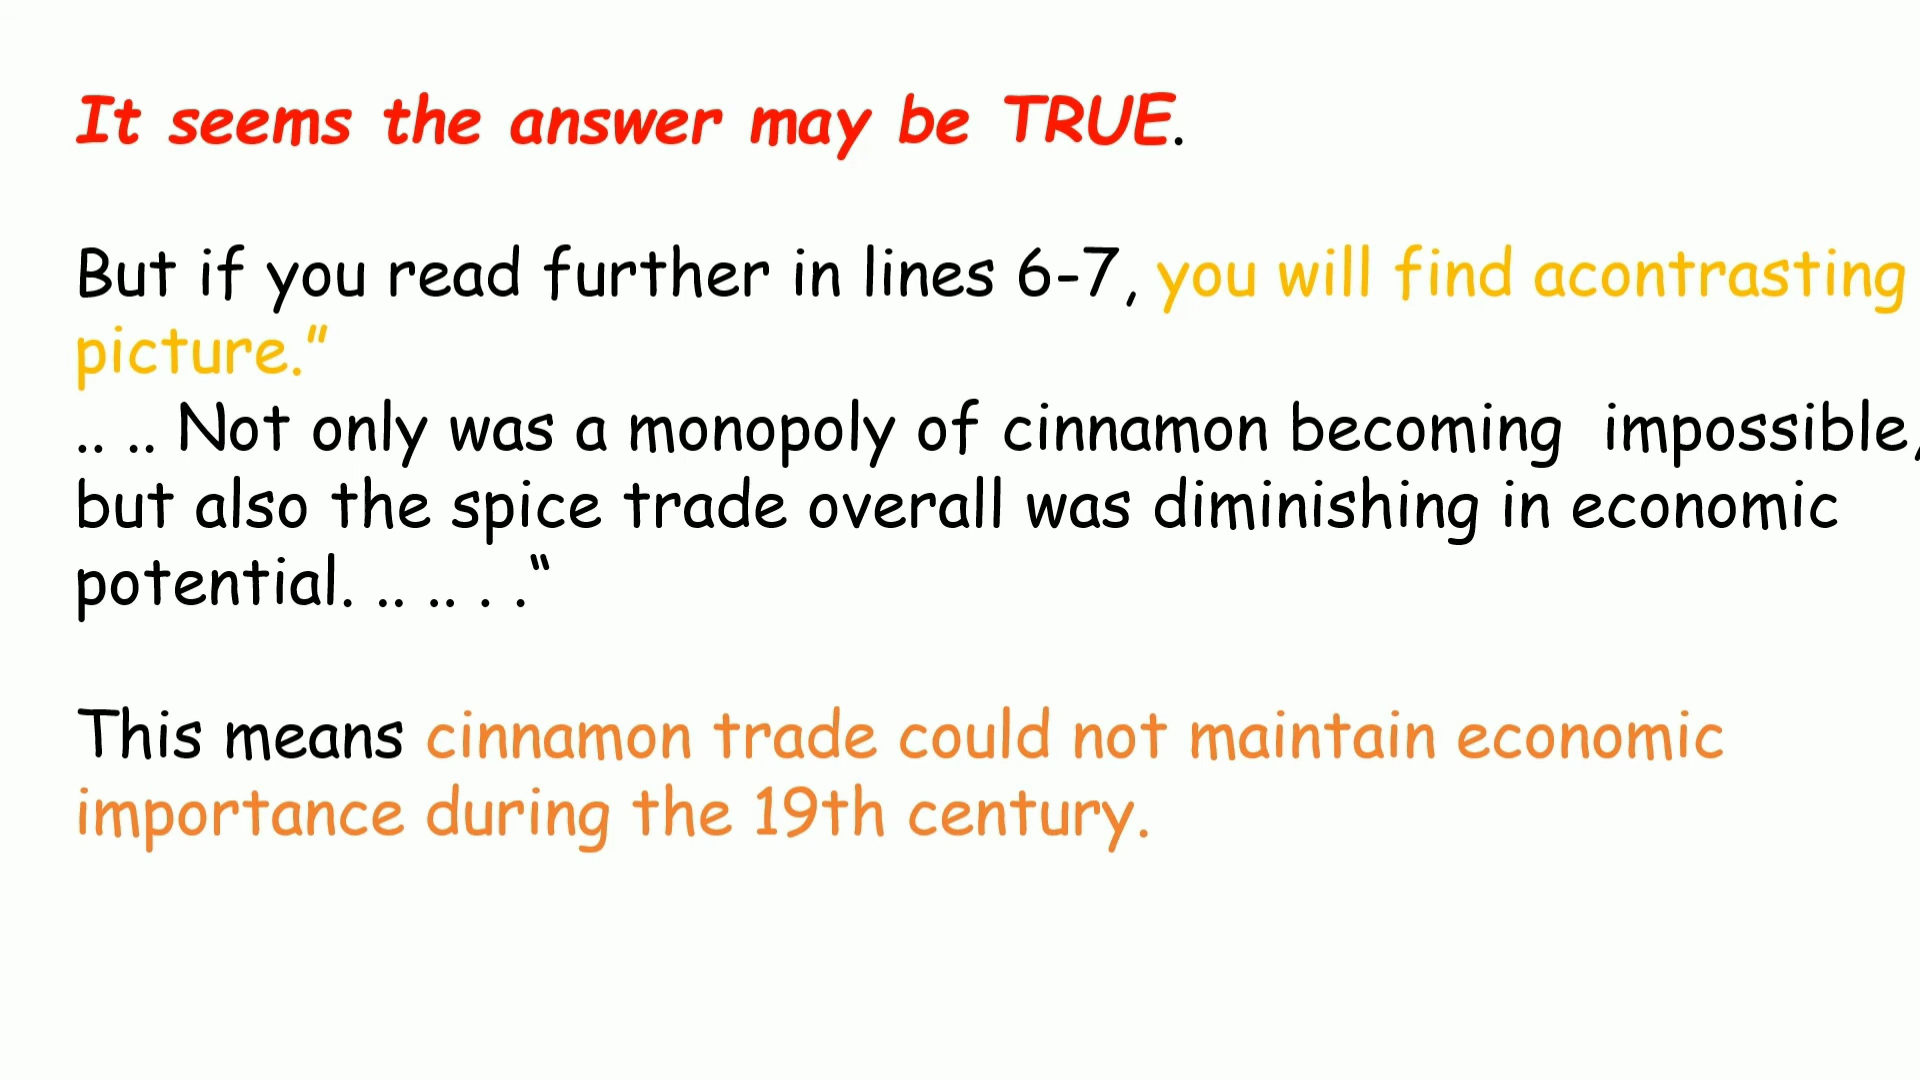 It seems the answer may be TRUE.
But if you read further in lines 6-7, you will find acontrasting
picture.”
.. .. Not only was a monopoly of cinnamon becoming  impossible,
but also the spice trade overall was diminishing in economic
potential. .. .. . .“
This means cinnamon trade could not maintain economic
importance during the 19th century.